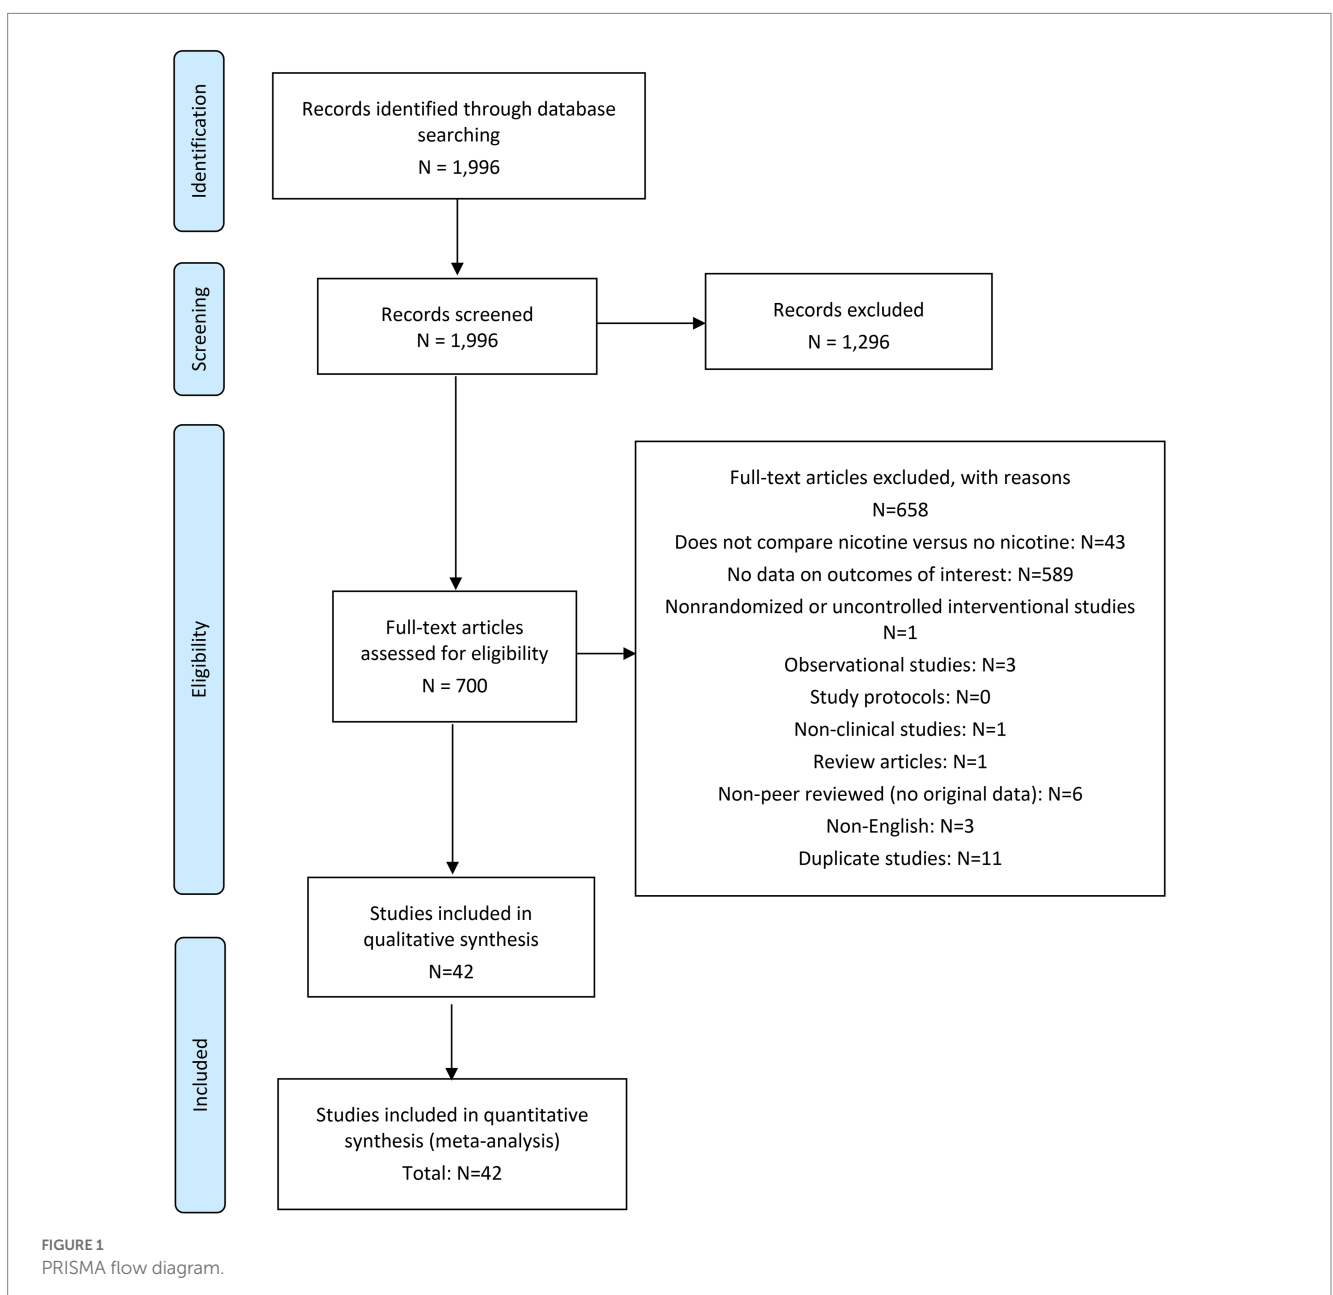 Identification
Records identified through database
searching
N = 1,996
Screening
Records screened
N = 1,996
Records excluded
N = 1,296
Eligibility
Full-text articles excluded, with reasons
N=658
Does not compare nicotine versus no nicotine: N=43
No data on outcomes of interest: N=589
Nonrandomized or uncontrolled interventional studies
N=1
Observational studies: N=3
Study protocols: N=0
Non-clinical studies: N=1
Review articles: N=1
Non-peer reviewed (no original data): N=6
Non-English: N=3
Duplicate studies: N=11
Full-text articles
assessed for eligibility
N = 700
Studies included in
qualitative synthesis
N=42
Included
Studies included in quantitative
synthesis (meta-analysis)
Total: N=42
FIGURE 1
PRISMA flow diagram.